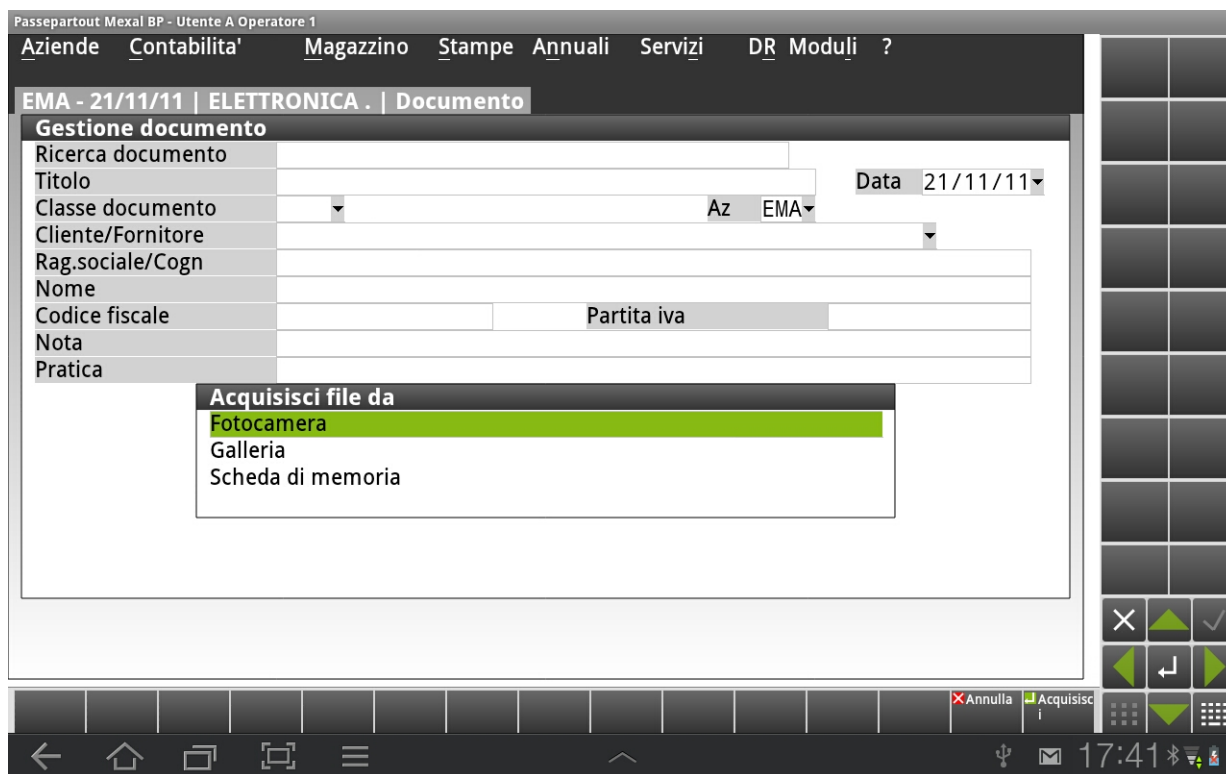 Passepartout Mexal BP - Utente A Operatore 1
Aziende Contabilita' Magazzino Stampe Annuali Servizi DR Moduli ?
EMA - 21/11/11 | ELETTRONICA . | Documento
Gestione documento
Ricerca documento
Titolo Data 21/11/11
Classe documento Az EMA
Cliente/Fornitore
Rag.sociale/Cogn
Nome
Codice fiscale Partita iva
Nota
Pratica
Acquisisci file da
Fotocamera
Galleria
Scheda di memoria
Annulla Acquisisc
i
17:41